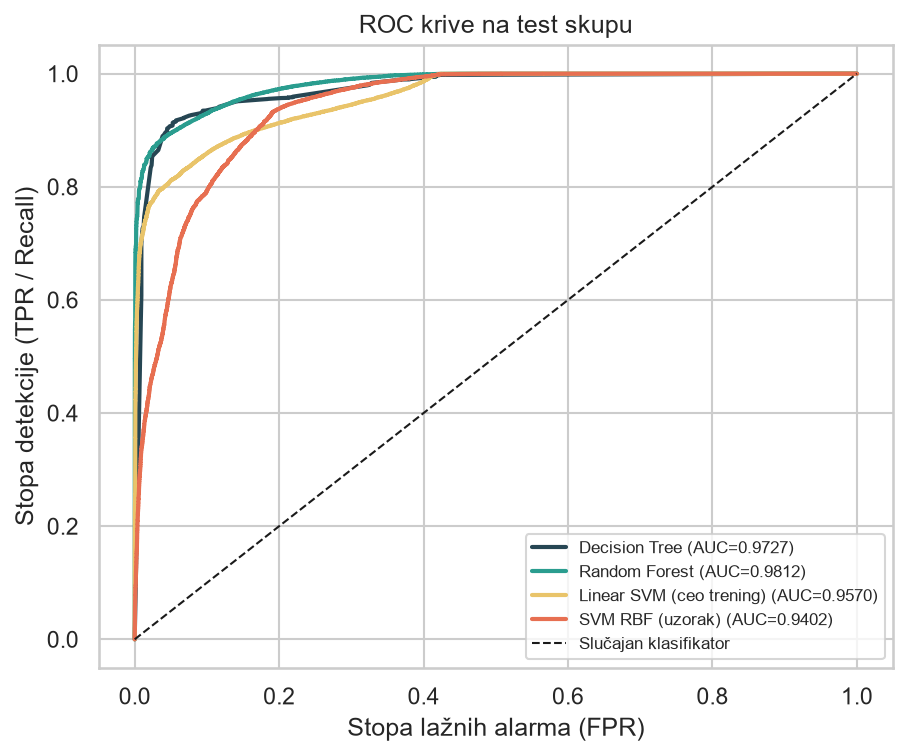 ROC krive na test skupu
Stopa detekcije (TPR / Recall)
1.0
0.8
0.6
0.4
0.2
0.0
Decision Tree (AUC=0.9727)
Random Forest (AUC=0.9812)
Linear SVM (ceo trening) (AUC=0.9570)
SVM RBF (uzorak) (AUC=0.9402)
Slučajan klasifikator
0.0 0.2 0.4 0.6 0.8 1.0
Stopa lažnih alarma (FPR)